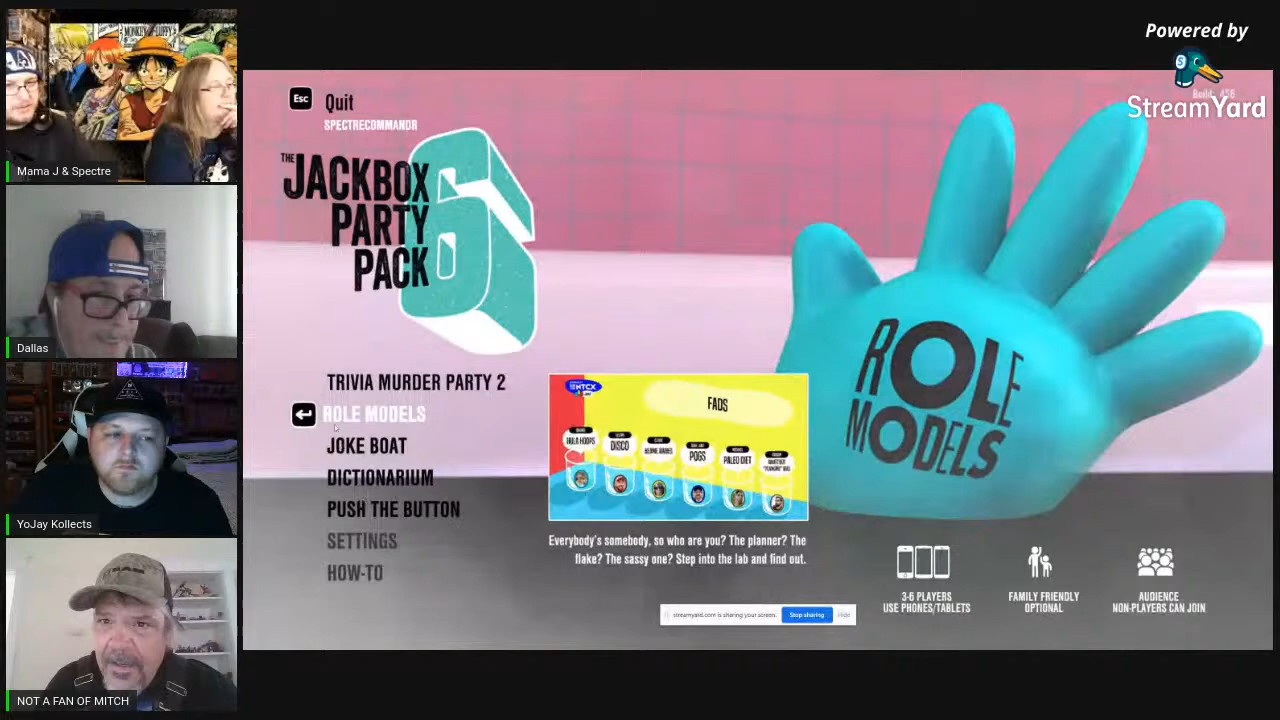 Powered by
StreamYard
Mama J & Spectre
Dallas
YoJay Kollects
NOT A FAN OF MITCH
Esc
Quit
SPECTRECOMMANDR
THE
JACKBOX
PARTY
PACK
6
TRIVIA MURDER PARTY 2
ROLE MODELS
JOKE BOAT
DICTIONARIUM
PUSH THE BUTTON
SETTINGS
HOW-TO
FADS
HULA HOOPS
DISCO
POGS
PALEO DIET
Everybody's somebody, so who are you? The planner? The
flake? The sassy one? Step into the lab and find out.
streamyard.com is sharing your screen.
Stop sharing
Hide
ROLE
MODELS
3-6 PLAYERS
USE PHONES/TABLETS
FAMILY FRIENDLY
OPTIONAL
AUDIENCE
NON-PLAYERS CAN JOIN